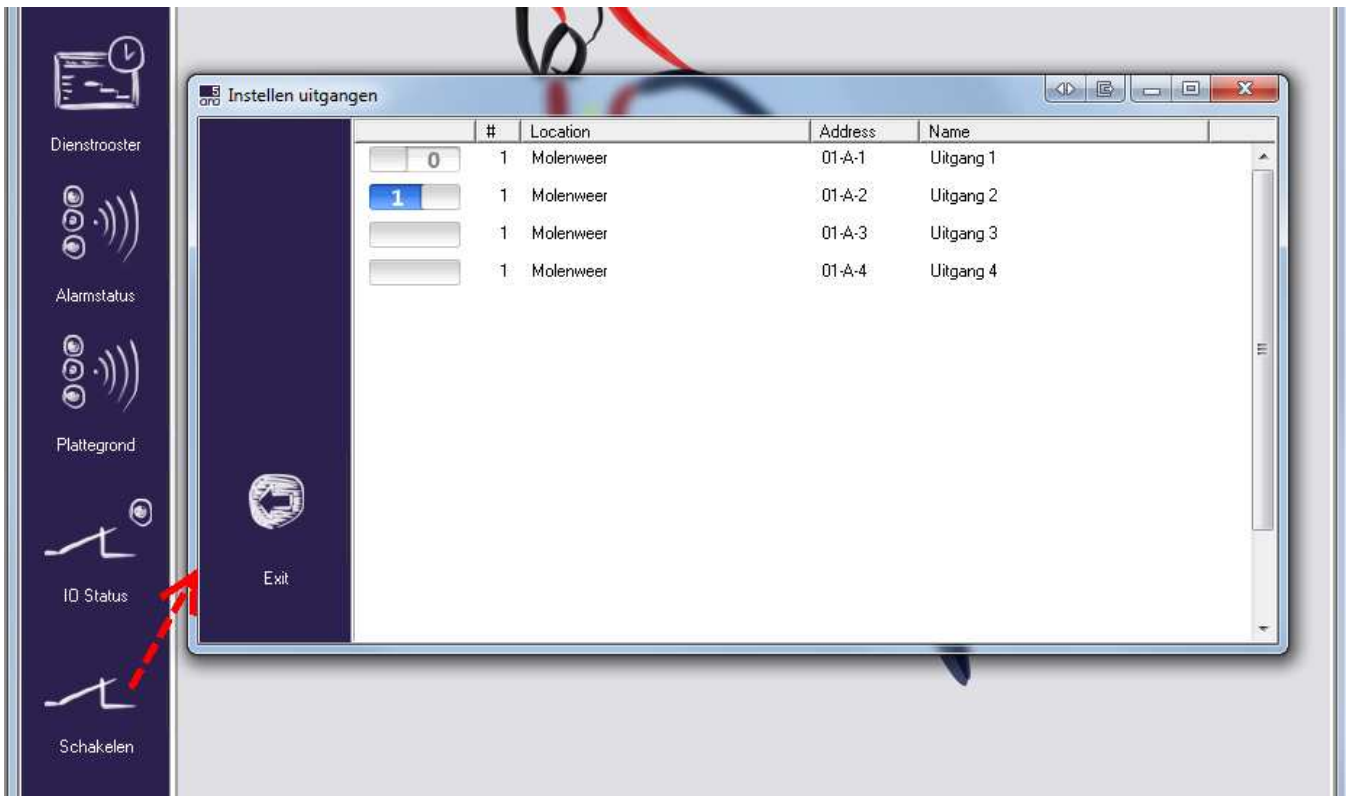 Dienstrooster
Alarmstatus
Plattegrond
IO Status
Schakelen
5
ard
Instellen uitgangen
# Location Address Name
0 1 Molenweer 01-A-1 Uitgang 1
1 1 Molenweer 01-A-2 Uitgang 2
1 Molenweer 01-A-3 Uitgang 3
1 Molenweer 01-A-4 Uitgang 4
Exit